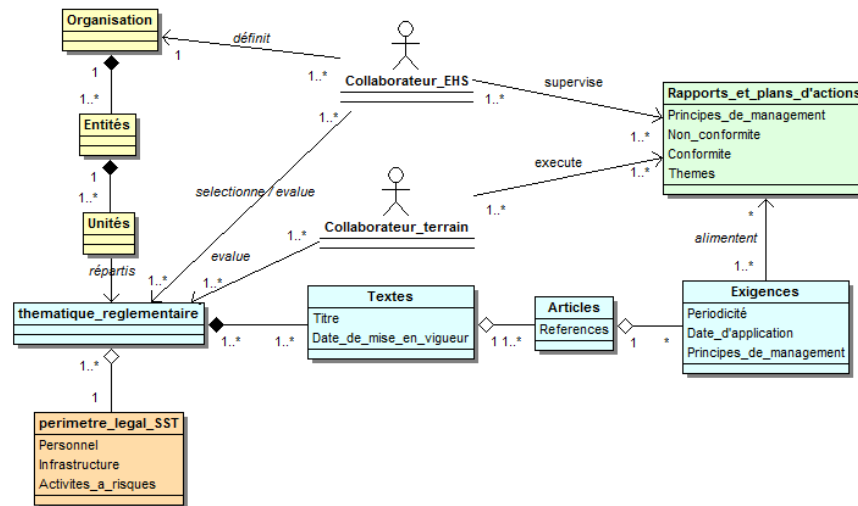 Organisation
1
définit
1
1..*
Collaborateur_EHS
1..*
supervise
Rapports_et_plans_d'actions
Principes_de_management
Non_conformite
Conformite
Themes
1..*
Entités
1
1..*
1..*
selectionne / evalue
execute
1..*
1..*
Collaborateur_terrain
1..*
1..*
Unités
répartis
evalue
1..*
1..*
*
alimentent
1..*
thematique_reglementaire
1..*
1..*
Textes
Titre
Date_de_mise_en_vigueur
1
1..*
Articles
References
1
*
Exigences
Periodicité
Date_d'application
Principes_de_management
1..*
1
perimetre_legal_SST
Personnel
Infrastructure
Activites_a_risques